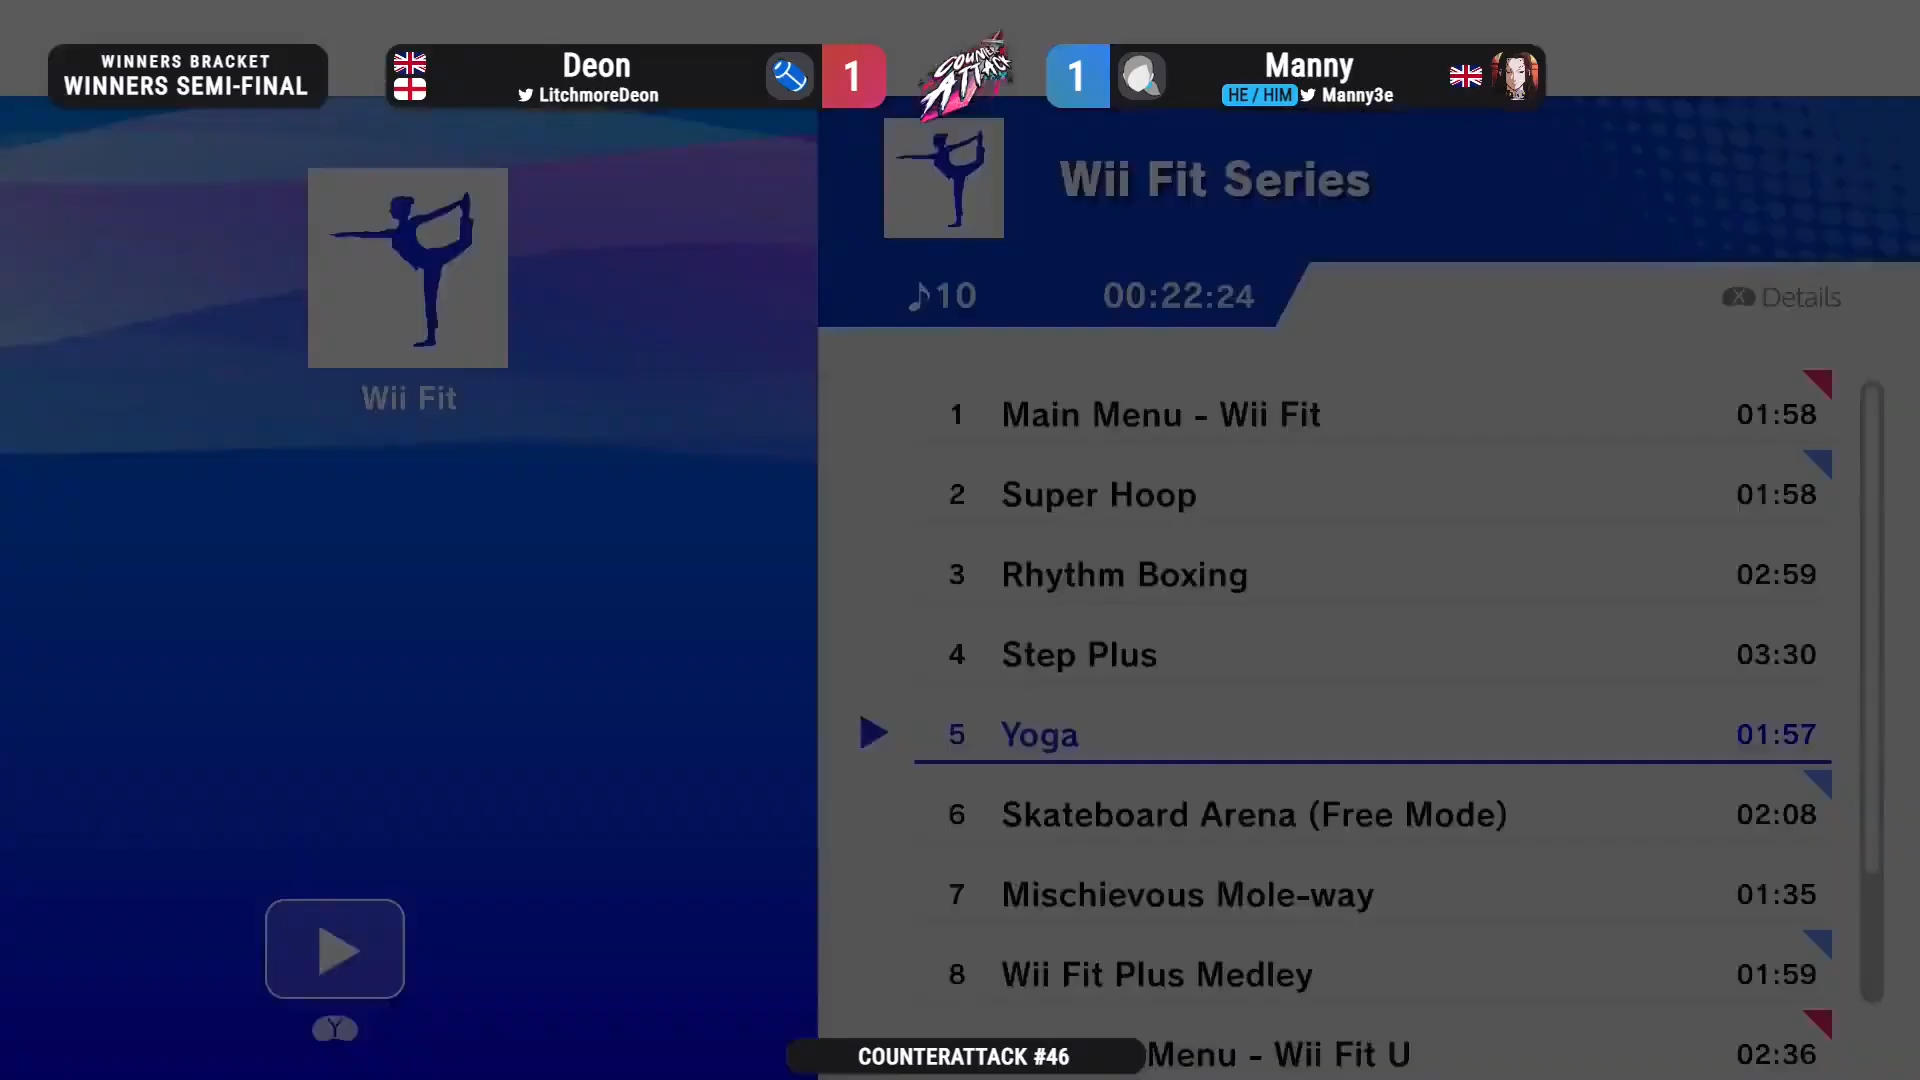 WINNERS BRACKET
WINNERS SEMI-FINAL
Deon
LitchmoreDeon
1
COUNTER ATTACK
1
Manny
HE / HIM Manny3e
Wii Fit
Y
Wii Fit Series
10 00:22:24
X Details
1 Main Menu - Wii Fit 01:58
2 Super Hoop 01:58
3 Rhythm Boxing 02:59
4 Step Plus 03:30
5 Yoga 01:57
6 Skateboard Arena (Free Mode) 02:08
7 Mischievous Mole-way 01:35
8 Wii Fit Plus Medley 01:59
Menu - Wii Fit U 02:36
COUNTERATTACK #46